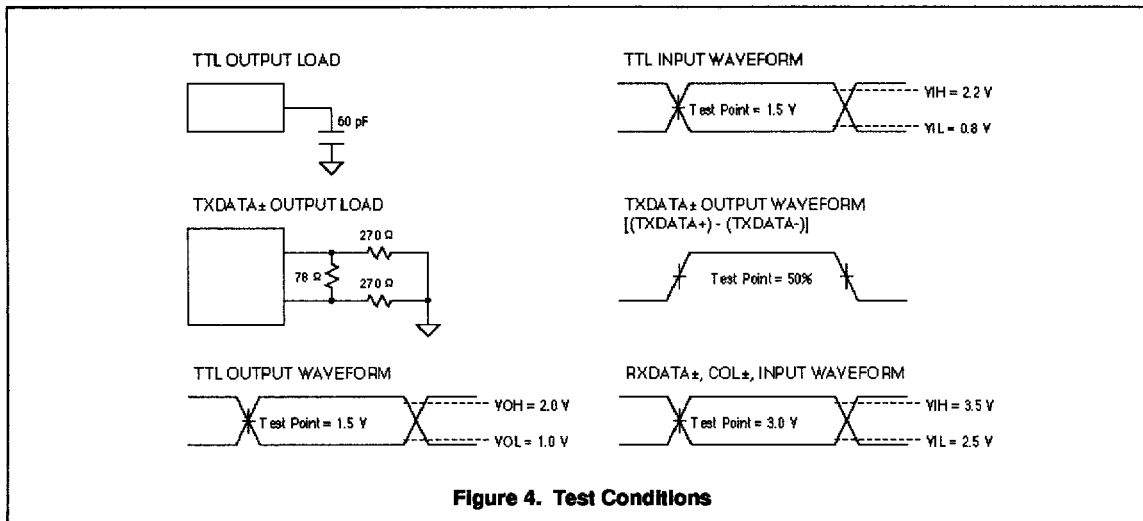 TTL OUTPUT LOAD
60 pF
TXDATA± OUTPUT LOAD
270 Ω
78 Ω
270 Ω
TTL OUTPUT WAVEFORM
Test Point = 1.5 V
VOH = 2.0 V
VOL = 1.0 V
TTL INPUT WAVEFORM
Test Point = 1.5 V
VIH = 2.2 V
VIL = 0.8 V
TXDATA± OUTPUT WAVEFORM
[(TXDATA+) - (TXDATA-)]
Test Point = 50%
RXDATA±, COL±, INPUT WAVEFORM
Test Point = 3.0 V
VIH = 3.5 V
VIL = 2.5 V
Figure 4. Test Conditions